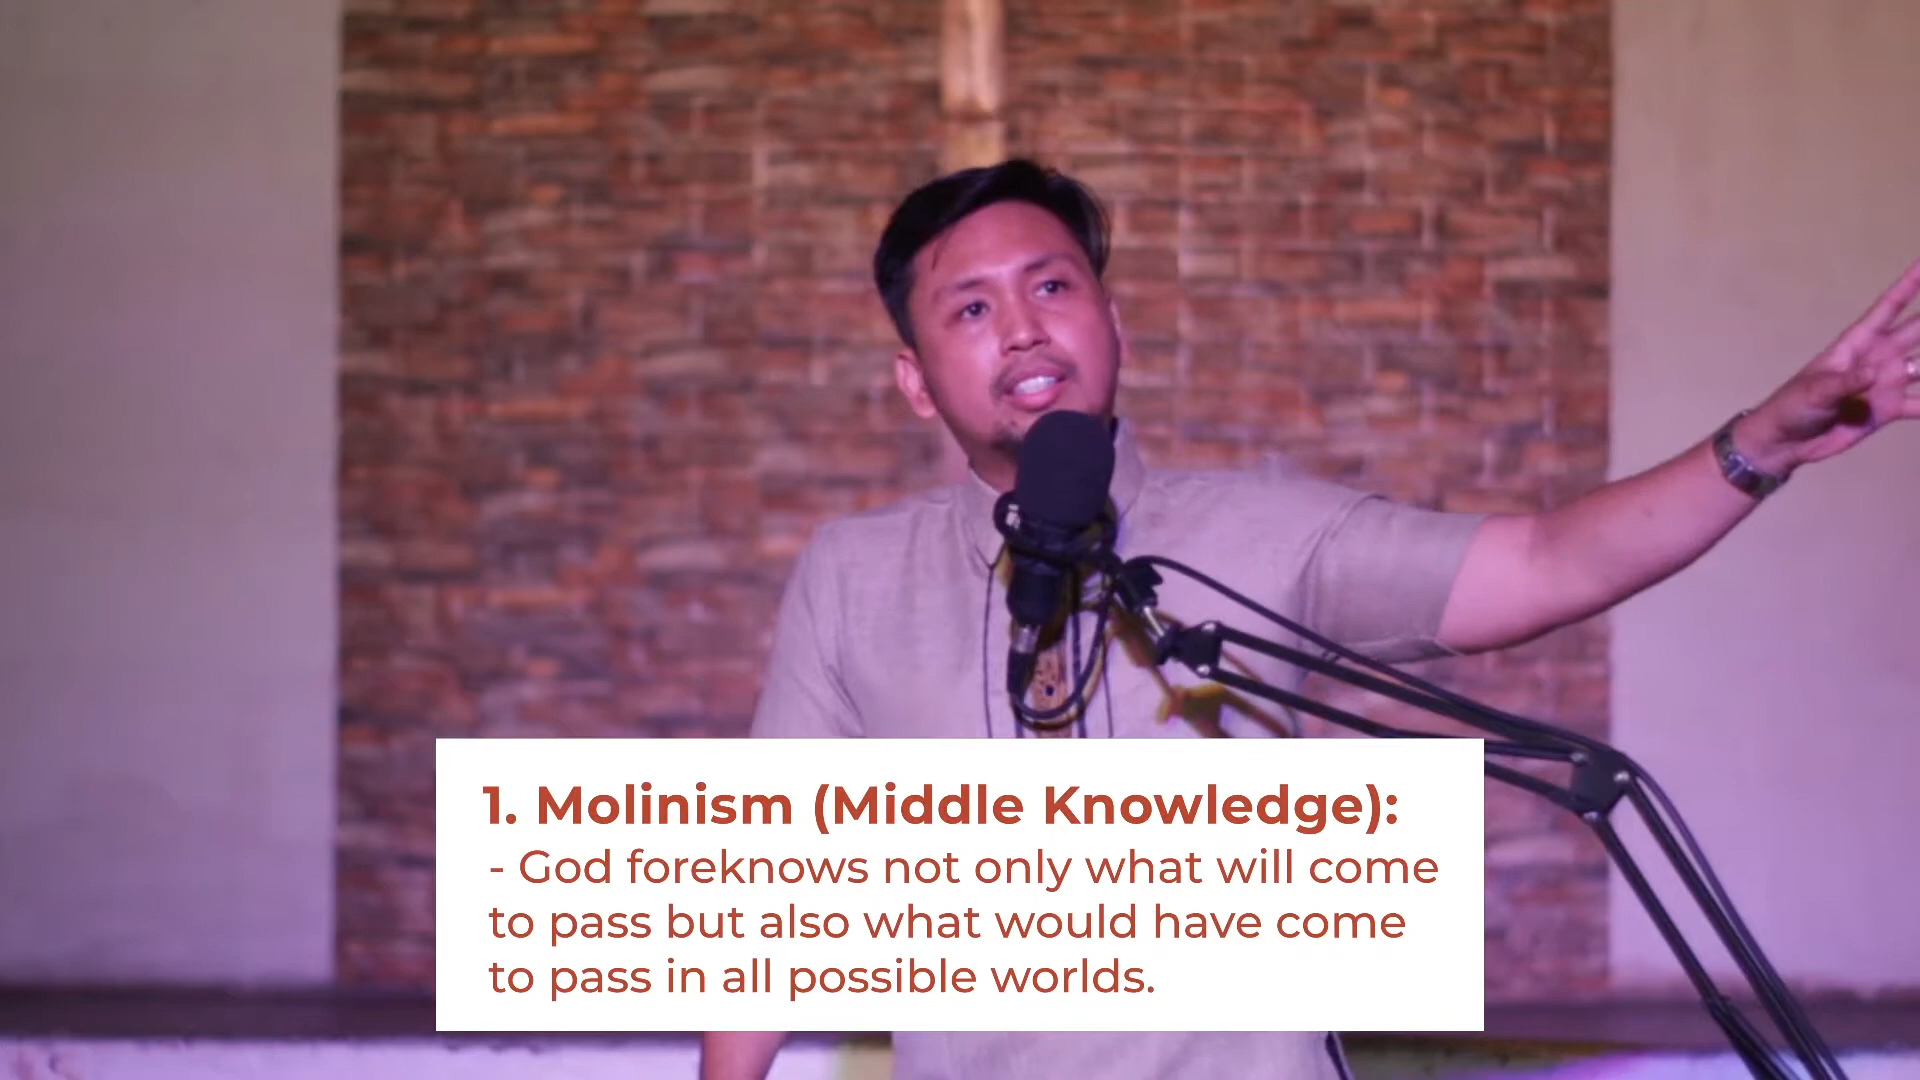 1. Molinism (Middle Knowledge):
- God foreknows not only what will come
to pass but also what would have come
to pass in all possible worlds.